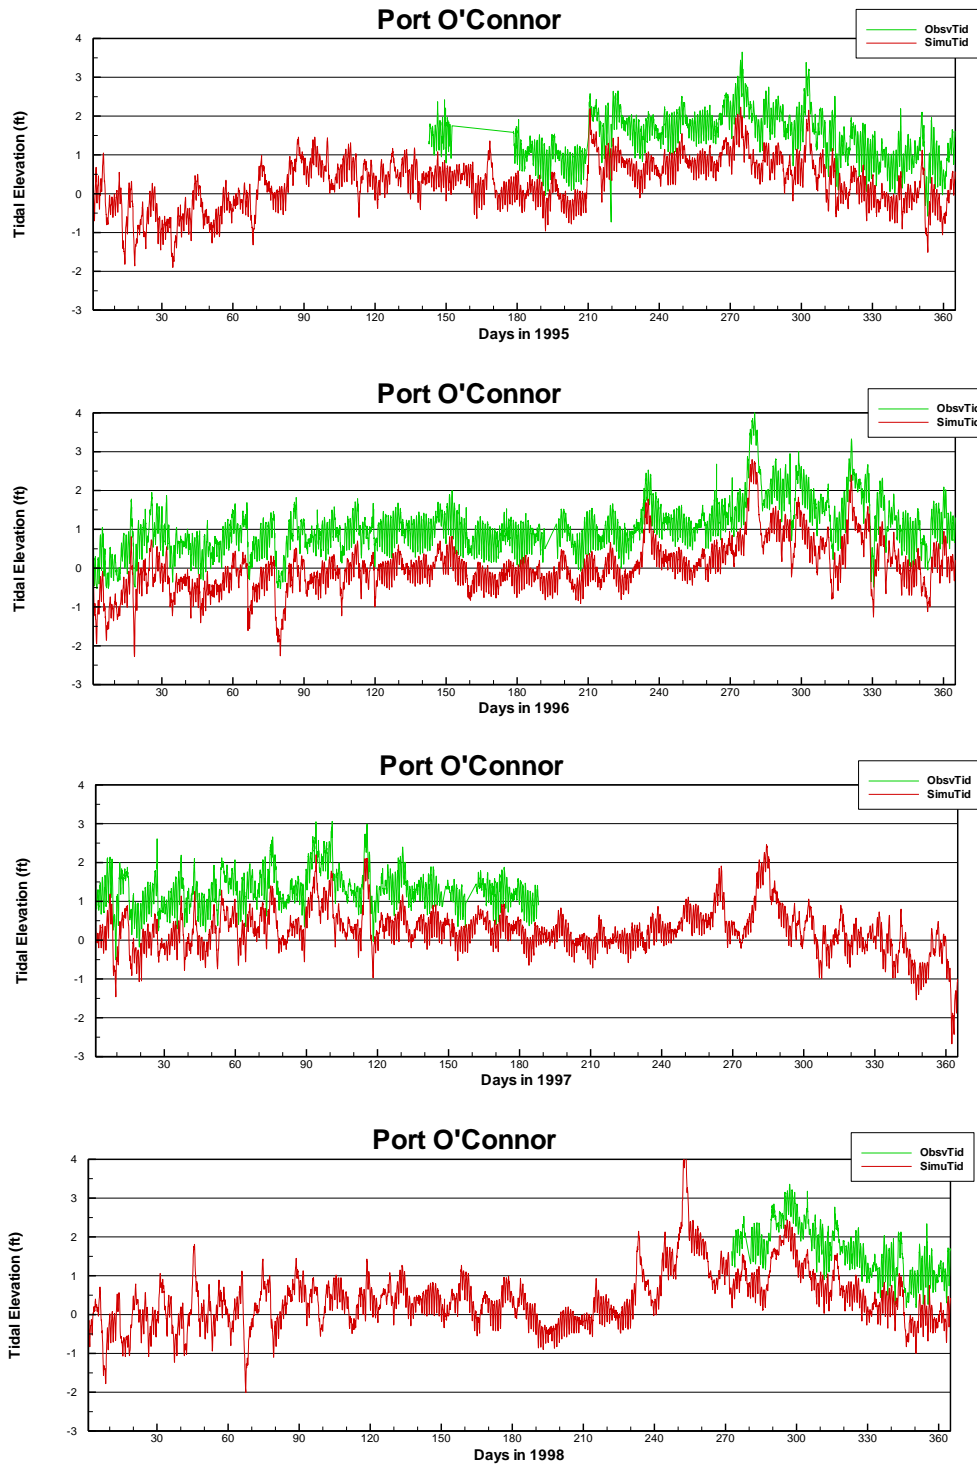 Port O'Connor
ObsvTid
SimuTid
4
3
2
1
0
-1
-2
-3
Tidal Elevation (ft)
30 60 90 120 150 180 210 240 270 300 330 360
Days in 1995
Port O'Connor
ObsvTid
SimuTid
4
3
2
1
0
-1
-2
-3
Tidal Elevation (ft)
30 60 90 120 150 180 210 240 270 300 330 360
Days in 1996
Port O'Connor
ObsvTid
SimuTid
4
3
2
1
0
-1
-2
-3
Tidal Elevation (ft)
30 60 90 120 150 180 210 240 270 300 330 360
Days in 1997
Port O'Connor
ObsvTid
SimuTid
4
3
2
1
0
-1
-2
-3
Tidal Elevation (ft)
30 60 90 120 150 180 210 240 270 300 330 360
Days in 1998